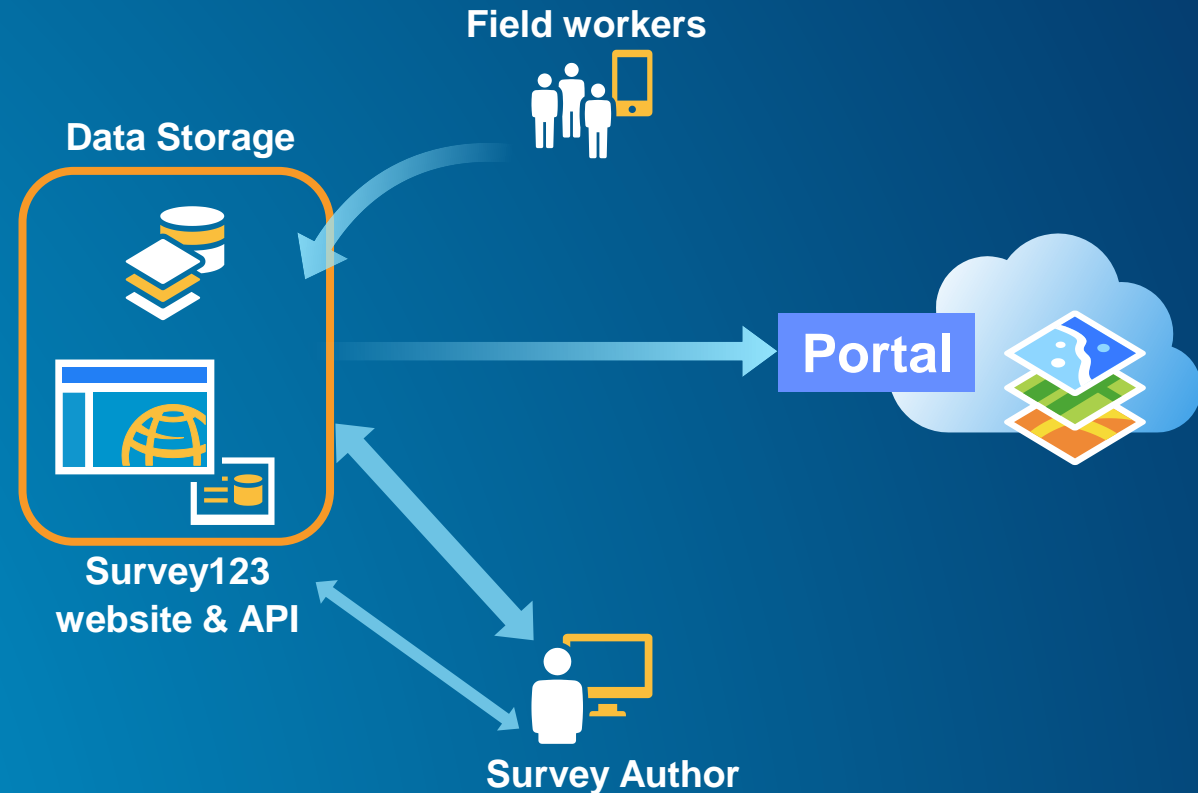 Field workers
Data Storage
Portal
Survey123
website & API
Survey Author